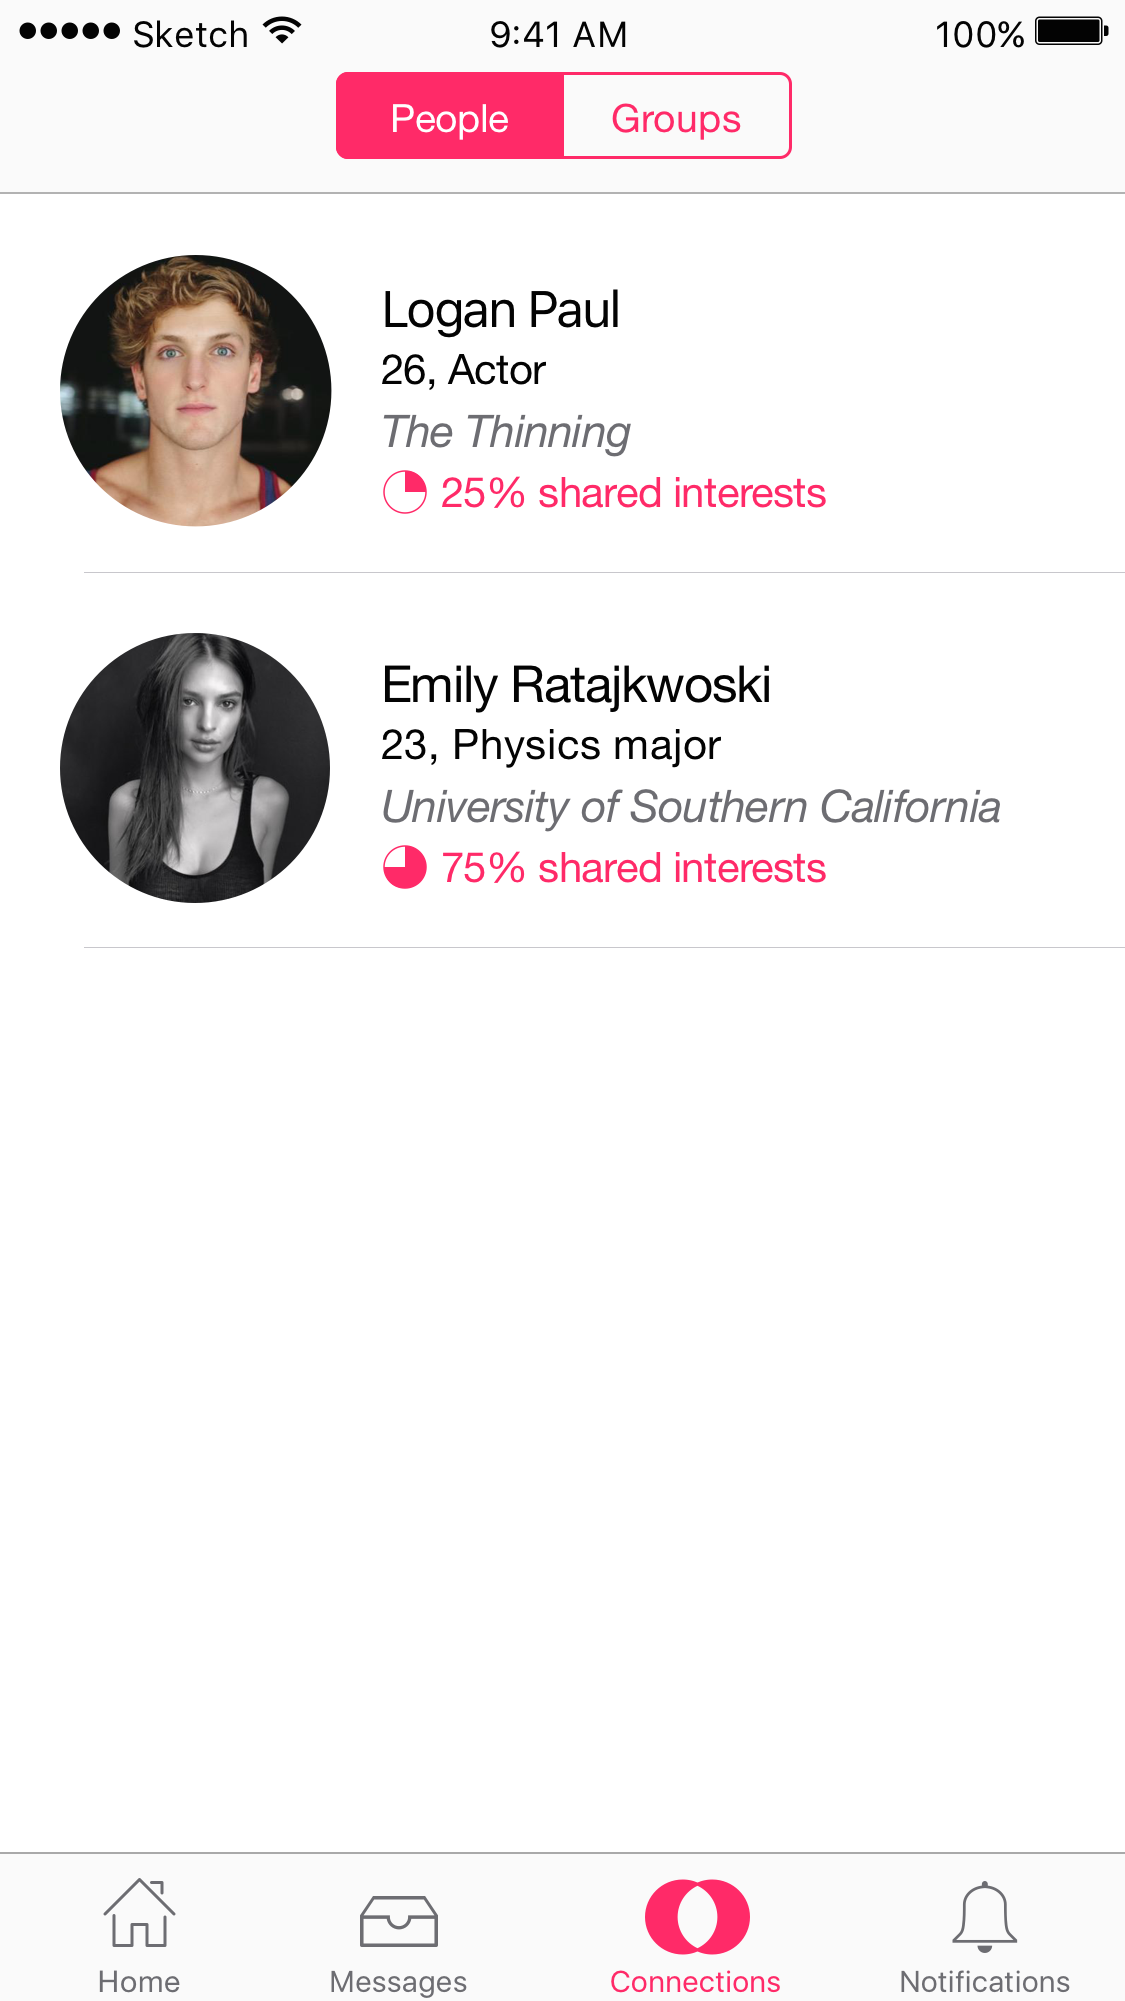 Sketch 9:41 AM 100%
People Groups
Logan Paul
26, Actor
The Thinning
25% shared interests
Emily Ratajkwoski
23, Physics major
University of Southern California
75% shared interests
Home Messages Connections Notifications